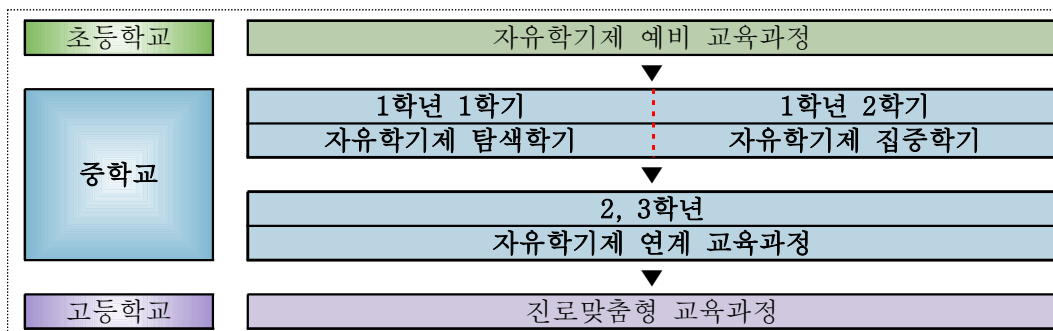 초등학교
자유학기제 예비 교육과정
중학교
1학년 1학기
1학년 2학기
자유학기제 탐색학기
자유학기제 집중학기
2, 3학년
자유학기제 연계 교육과정
고등학교
진로맞춤형 교육과정